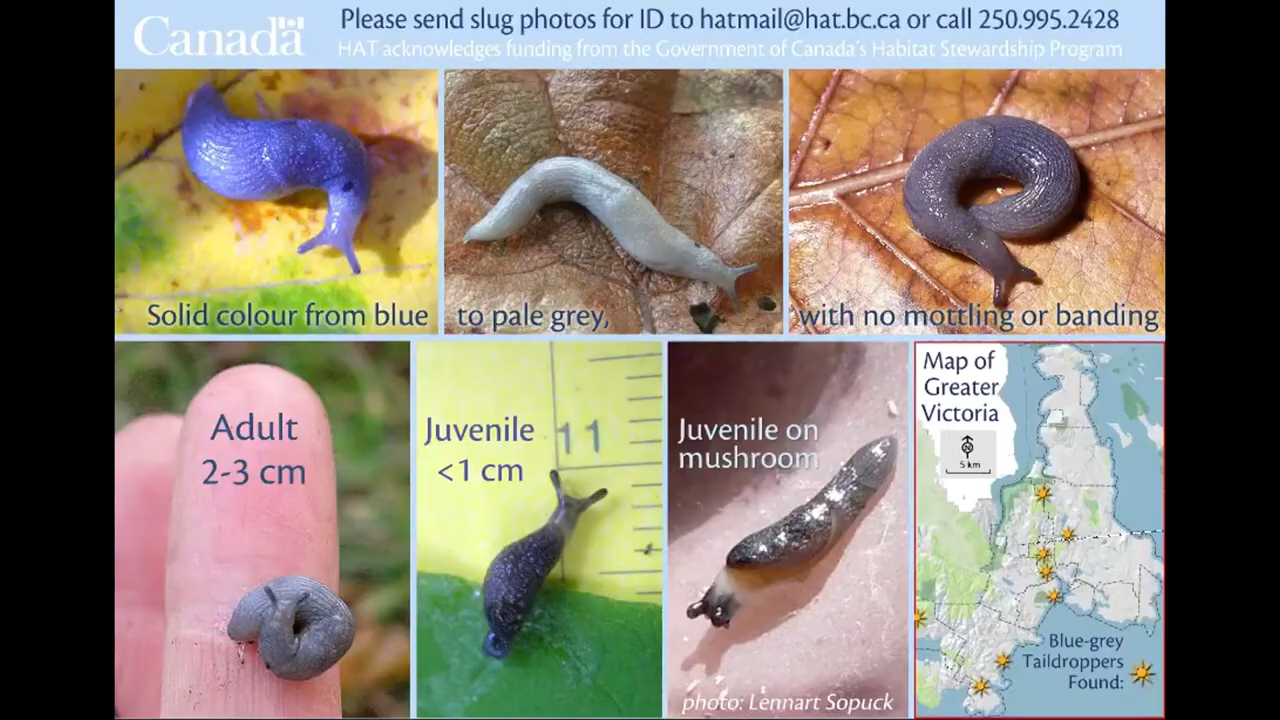 Canada
Please send slug photos for ID to hatmail@hat.bc.ca or call 250.995.2428
HAT acknowledges funding from the Government of Canada's Habitat Stewardship Program
Solid colour from blue
to pale grey,
with no mottling or banding
Adult
2-3 cm
Juvenile
<1 cm
11
Juvenile on
mushroom
photo: Lennart Sopuck
Map of
Greater
Victoria
N
5 km
Blue-grey
Taildroppers
Found: